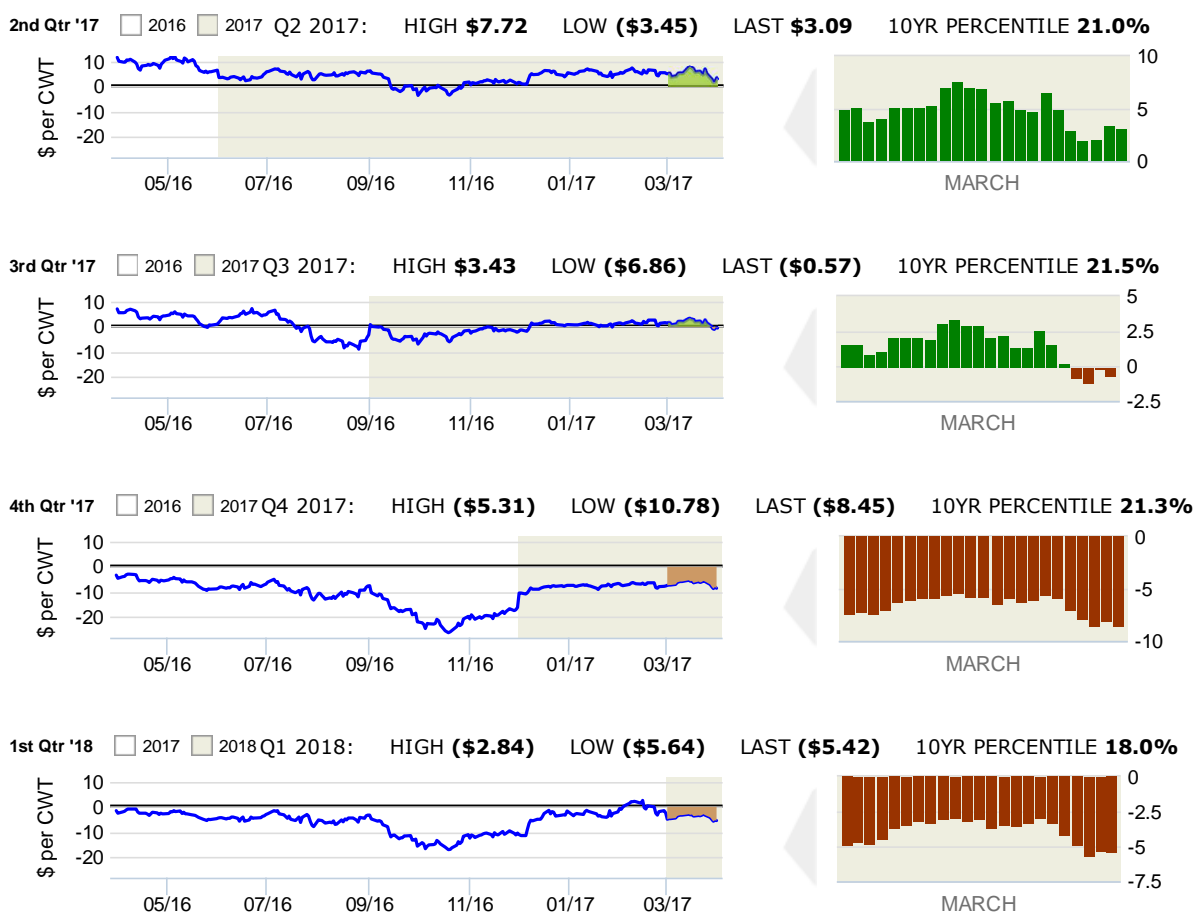 2nd Qtr '17 2016 2017 Q2 2017: HIGH $7.72 LOW ($3.45) LAST $3.09 10YR PERCENTILE 21.0%
$ per CWT
10
0
-10
-20
05/16 07/16 09/16 11/16 01/17 03/17
10
5
0
MARCH
3rd Qtr '17 2016 2017 Q3 2017: HIGH $3.43 LOW ($6.86) LAST ($0.57) 10YR PERCENTILE 21.5%
$ per CWT
10
0
-10
-20
05/16 07/16 09/16 11/16 01/17 03/17
5
2.5
0
-2.5
MARCH
4th Qtr '17 2016 2017 Q4 2017: HIGH ($5.31) LOW ($10.78) LAST ($8.45) 10YR PERCENTILE 21.3%
$ per CWT
10
0
-10
-20
05/16 07/16 09/16 11/16 01/17 03/17
0
-5
-10
MARCH
1st Qtr '18 2017 2018 Q1 2018: HIGH ($2.84) LOW ($5.64) LAST ($5.42) 10YR PERCENTILE 18.0%
$ per CWT
10
0
-10
-20
05/16 07/16 09/16 11/16 01/17 03/17
0
-2.5
-5
-7.5
MARCH